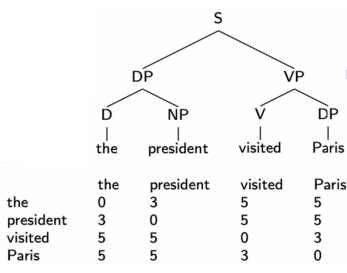 S
DP VP
D NP V DP
the president visited Paris
the president visited Paris
the 0 3 5 5
president 3 0 5 5
visited 5 5 0 3
Paris 5 5 3 0